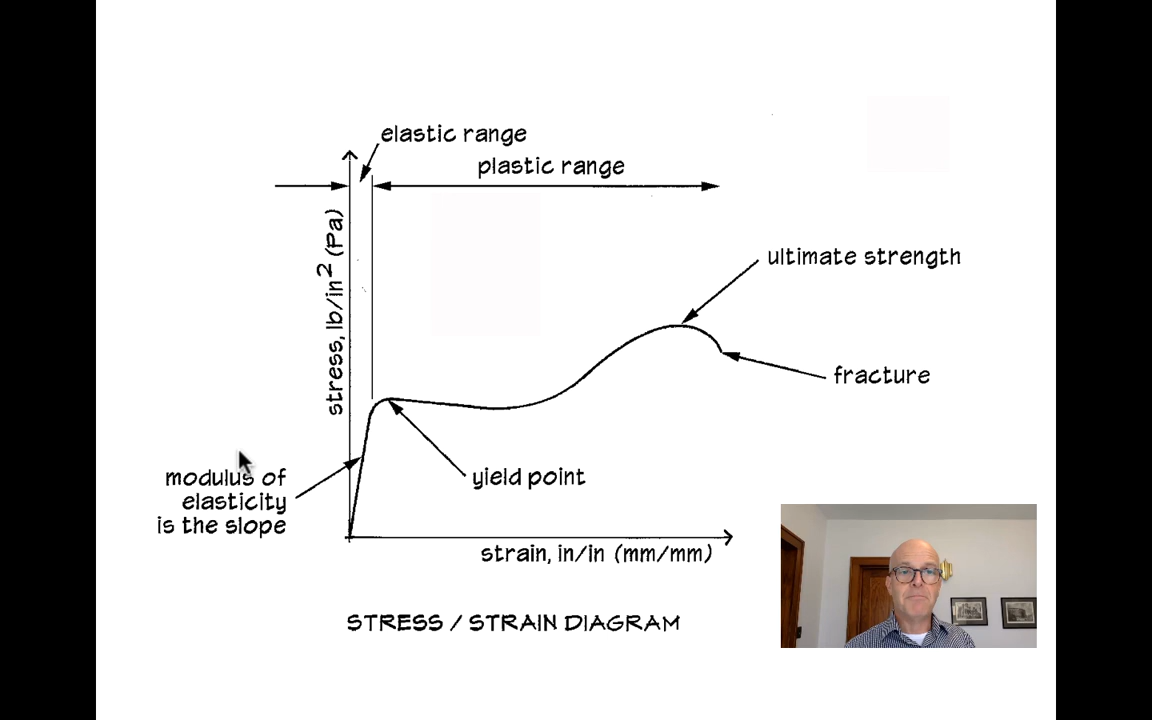 elastic range
plastic range
stress, lb/in² (Pa)
ultimate strength
fracture
modulus of
elasticity
is the slope
yield point
strain, in/in (mm/mm)
STRESS / STRAIN DIAGRAM